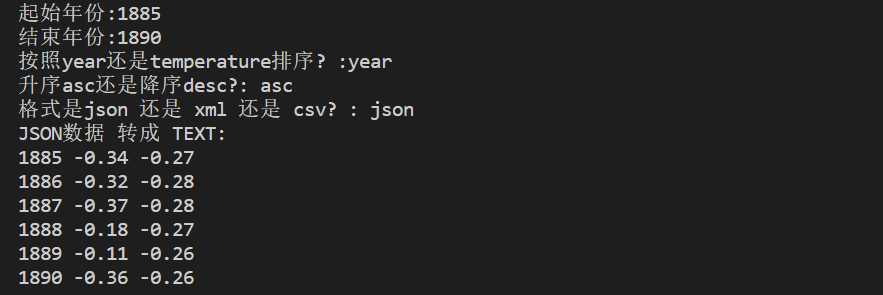 起始年份:1885
结束年份:1890
按照year还是temperature排序? :year
升序asc还是降序desc?: asc
格式是json 还是 xml 还是 csv? : json
JSON数据 转成 TEXT:
1885 -0.34 -0.27
1886 -0.32 -0.28
1887 -0.37 -0.28
1888 -0.18 -0.27
1889 -0.11 -0.26
1890 -0.36 -0.26